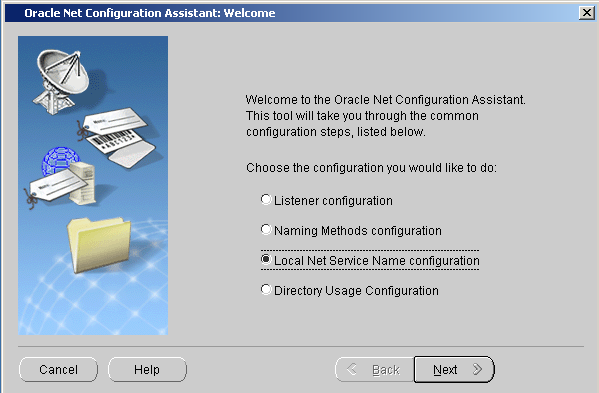 Oracle Net Configuration Assistant: Welcome
Welcome to the Oracle Net Configuration Assistant.
This tool will take you through the common
configuration steps, listed below.
Choose the configuration you would like to do:
Listener configuration
Naming Methods configuration
Local Net Service Name configuration
Directory Usage Configuration
Cancel
Help
Back
Next